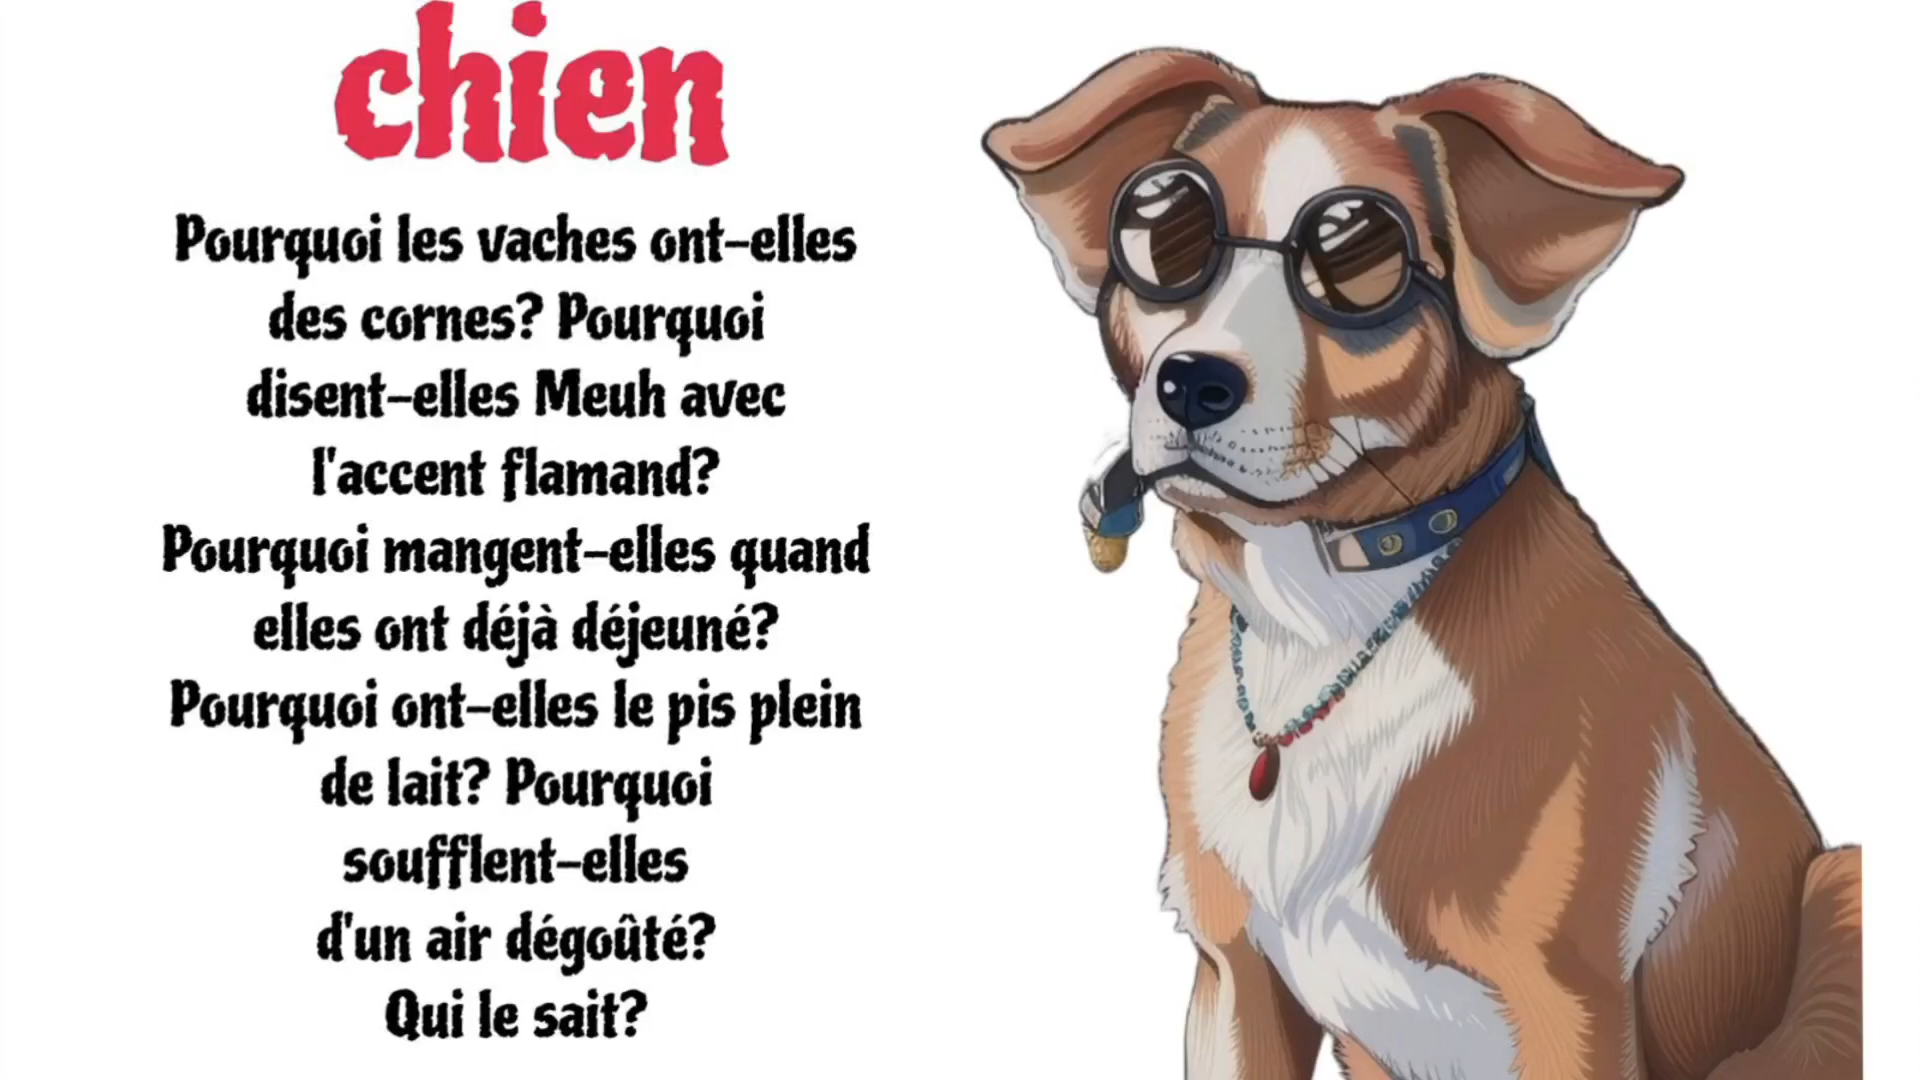 chien
Pourquoi les vaches ont-elles
des cornes? Pourquoi
disent-elles Meuh avec
l'accent flamand?
Pourquoi mangent-elles quand
elles ont déjà déjeuné?
Pourquoi ont-elles le pis plein
de lait? Pourquoi
soufflent-elles
d'un air dégoûté?
Qui le sait?